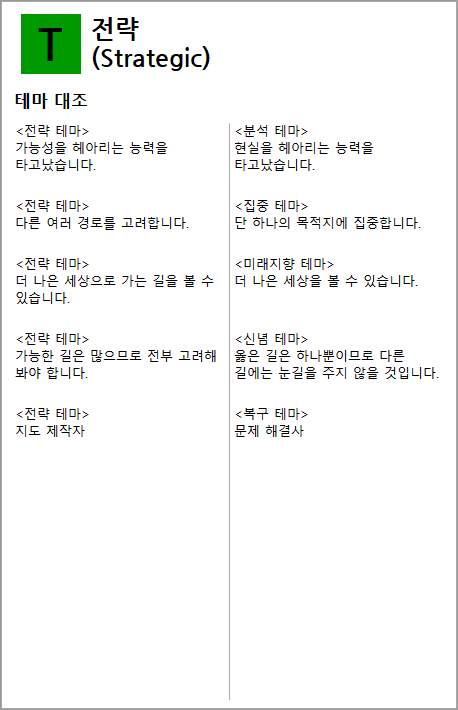 T
전략
(Strategic)
테마 대조
<전략 테마>
가능성을 헤아리는 능력을
타고났습니다.
<분석 테마>
현실을 헤아리는 능력을
타고났습니다.
<전략 테마>
다른 여러 경로를 고려합니다.
<집중 테마>
단 하나의 목적지에 집중합니다.
<전략 테마>
더 나은 세상으로 가는 길을 볼 수
있습니다.
<미래지향 테마>
더 나은 세상을 볼 수 있습니다.
<전략 테마>
가능한 길은 많으므로 전부 고려해
봐야 합니다.
<신념 테마>
옳은 길은 하나뿐이므로 다른
길에는 눈길을 주지 않을 것입니다.
<전략 테마>
지도 제작자
<복구 테마>
문제 해결사